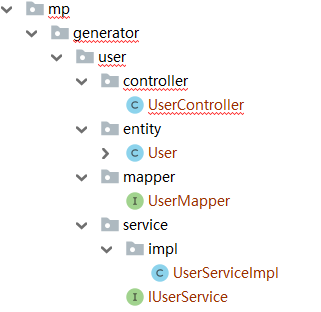 mp
generator
user
controller
UserController
entity
User
mapper
UserMapper
service
impl
UserServiceImpl
IUserService